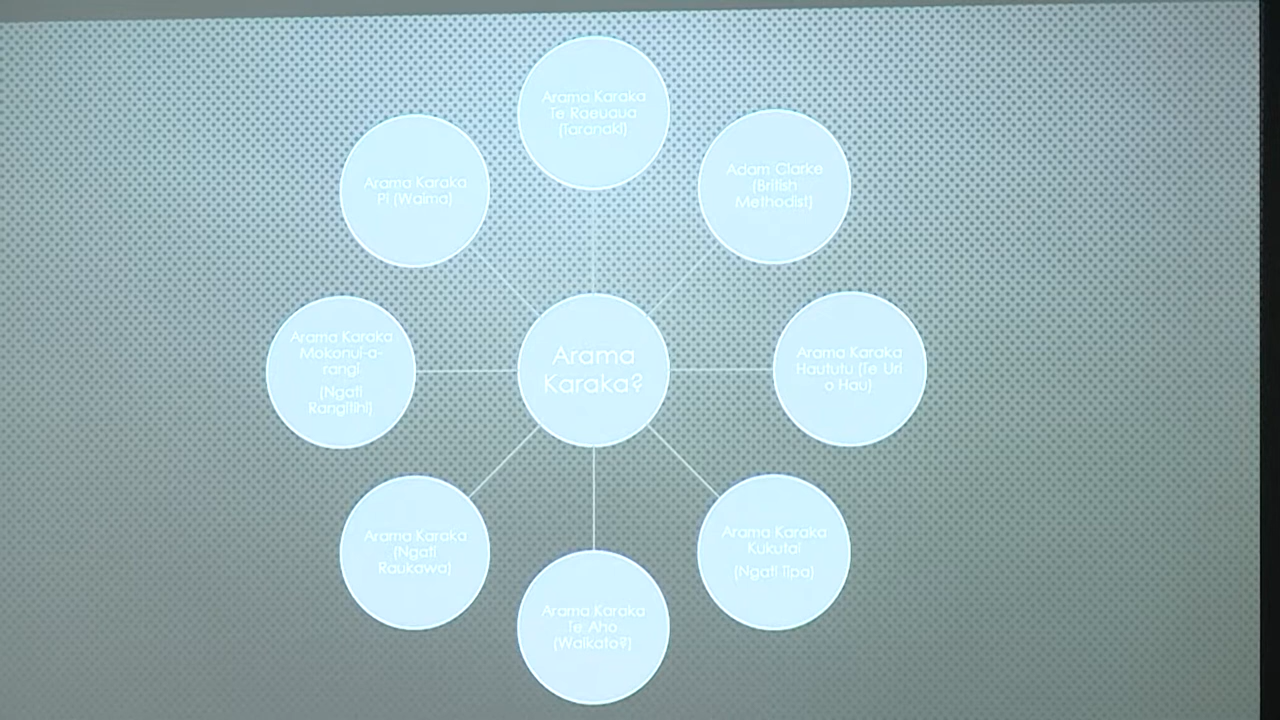 Arama Karaka
Te Raeuaua
(Taranaki)
Adam Clarke
(British
Methodist)
Arama Karaka
Pi (Waima)
Arama Karaka
Mokonui-a-
rangi
(Ngati
Rangitihi)
Arama
Karaka?
Arama Karaka
Haututu (Te Uri
o Hau)
Arama Karaka
(Ngati
Raukawa)
Arama Karaka
Kukutai
(Ngati Tipa)
Arama Karaka
Te Aho
(Waikato?)